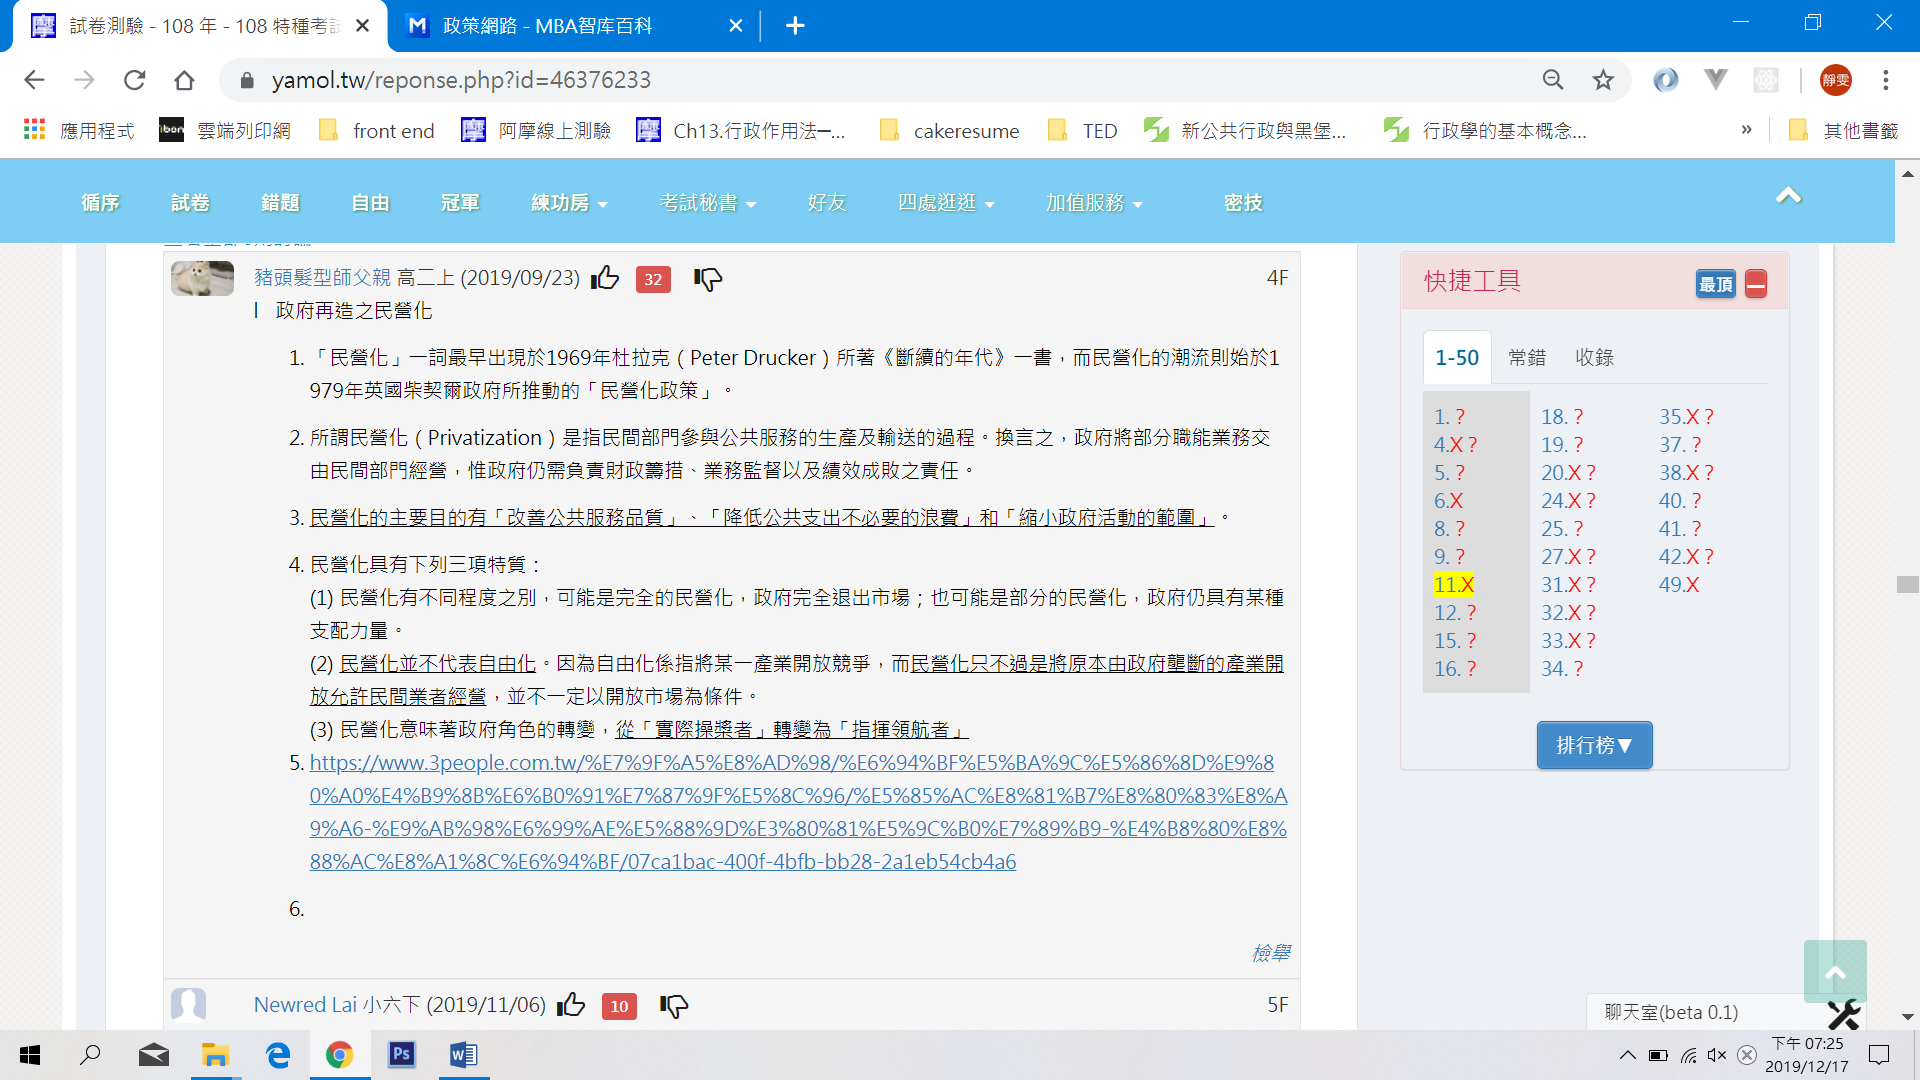 試卷測驗 - 108 年 - 108 特種考試
政策網路 - MBA智库百科
yamol.tw/reponse.php?id=46376233
靜雯
應用程式
ibon
雲端列印網
front end
阿摩線上測驗
Ch13.行政作用法─...
cakeresume
TED
新公共行政與黑堡...
行政學的基本概念...
»
其他書籤
循序
試卷
錯題
自由
冠軍
練功房
考試秘書
好友
四處逛逛
加值服務
密技
豬頭髮型師父親 高二上 (2019/09/23) 32
4F
l 政府再造之民營化
1. 「民營化」一詞最早出現於1969年杜拉克（Peter Drucker）所著《斷續的年代》一書，而民營化的潮流則始於1
979年英國柴契爾政府所推動的「民營化政策」。
2. 所謂民營化（Privatization）是指民間部門參與公共服務的生產及輸送的過程。換言之，政府將部分職能業務交
由民間部門經營，惟政府仍需負責財政籌措、業務監督以及績效成敗之責任。
3. 民營化的主要目的有「改善公共服務品質」、「降低公共支出不必要的浪費」和「縮小政府活動的範圍」。
4. 民營化具有下列三項特質：
(1) 民營化有不同程度之別，可能是完全的民營化，政府完全退出市場；也可能是部分的民營化，政府仍具有某種
支配力量。
(2) 民營化並不代表自由化。因為自由化係指將某一產業開放競爭，而民營化只不過是將原本由政府壟斷的產業開
放允許民間業者經營，並不一定以開放市場為條件。
(3) 民營化意味著政府角色的轉變，從「實際操槳者」轉變為「指揮領航者」
5. https://www.3people.com.tw/%E7%9F%A5%E8%AD%98/%E6%94%BF%E5%BA%9C%E5%86%8D%E9%8
0%A0%E4%B9%8B%E6%B0%91%E7%87%9F%E5%8C%96/%E5%85%AC%E8%81%B7%E8%80%83%E8%A
9%A6-%E9%AB%98%E6%99%AE%E5%88%9D%E3%80%81%E5%9C%B0%E7%89%B9-%E4%B8%80%E8%
88%AC%E8%A1%8C%E6%94%BF/07ca1bac-400f-4bfb-bb28-2a1eb54cb4a6
6.
檢舉
Newred Lai 小六下 (2019/11/06) 10
5F
快捷工具
最頂
1-50
常錯
收錄
1. ? 18. ? 35.X ?
4.X ? 19. ? 37. ?
5. ? 20.X ? 38.X ?
6.X 24.X ? 40. ?
8. ? 25. ? 41. ?
9. ? 27.X ? 42.X ?
11.X 31.X ? 49.X
12. ? 32.X ?
15. ? 33.X ?
16. ? 34. ?
排行榜▼
聊天室(beta 0.1)
Ps
下午 07:25
2019/12/17